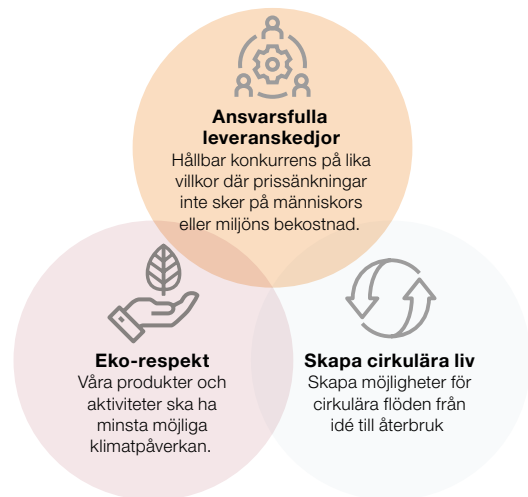 Ansvarsfulla
leveranskedjor
Hållbar konkurrens på lika
villkor där prissänkningar
inte sker på människors
eller miljöns bekostnad.
Eko-respekt
Våra produkter och
aktiviteter ska ha
minsta möjliga
klimatpåverkan.
Skapa cirkulära liv
Skapa möjligheter för
cirkulära flöden från
idé till återbruk